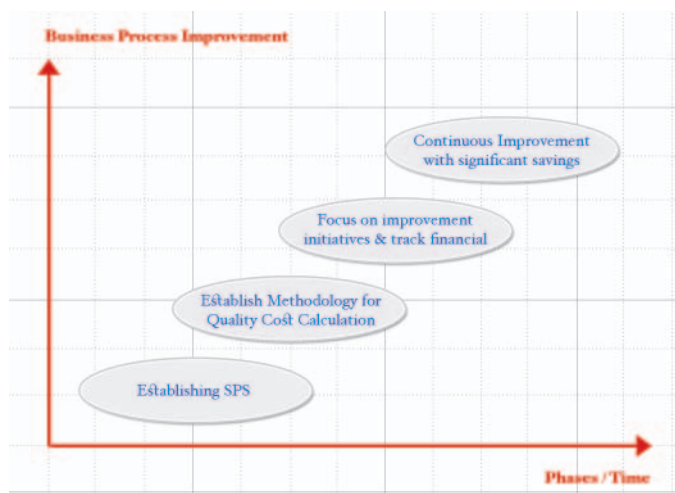 Business Process Improvement
Continuous Improvement
with significant savings
Focus on improvement
initiatives & track financial
Establish Methodology for
Quality Cost Calculation
Establishing SPS
Phases / Time